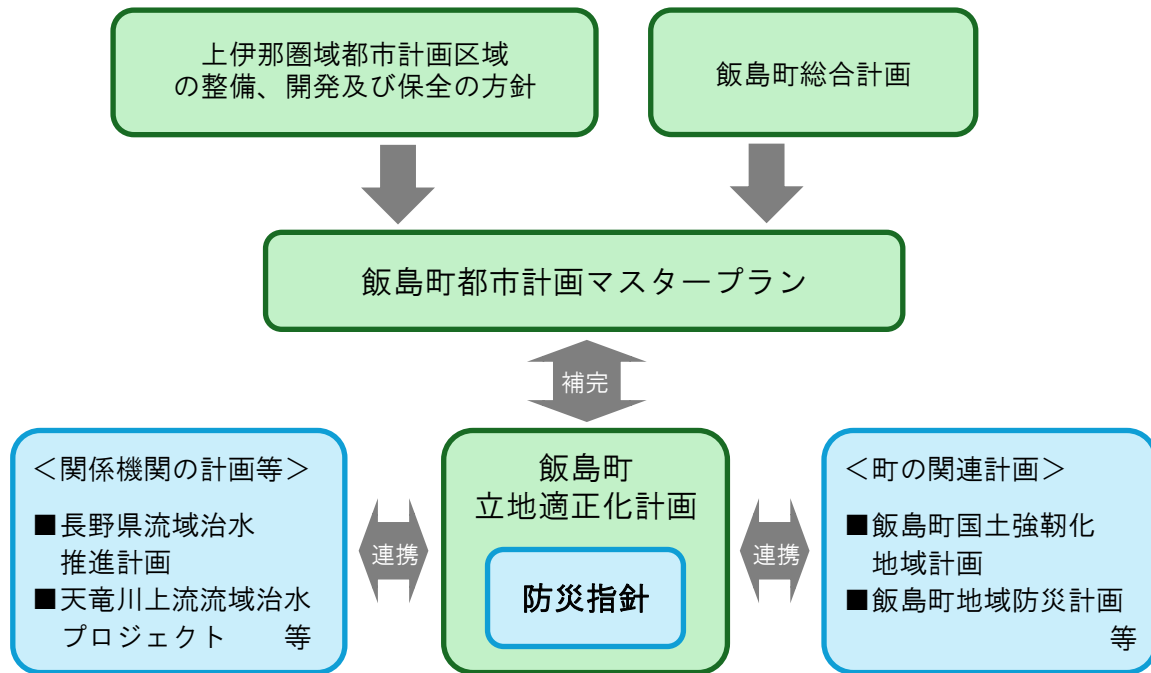 上伊那圏域都市計画区域
の整備、開発及び保全の方針
飯島町総合計画
飯島町都市計画マスタープラン
補完
＜関係機関の計画等＞
■長野県流域治水
推進計画
■天竜川上流流域治水
プロジェクト　　等
連携
飯島町
立地適正化計画
防災指針
連携
＜町の関連計画＞
■飯島町国土強靭化
地域計画
■飯島町地域防災計画
等